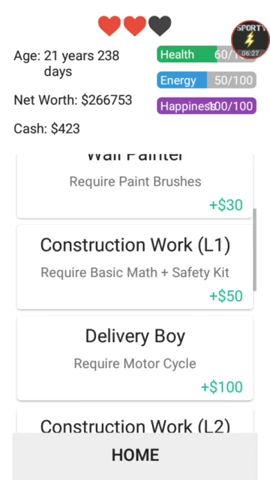 SPORTY
06:27
Age: 21 years 238
days
Net Worth: $266753
Cash: $423
Health 60/100
Energy 50/100
Happiness 100/100
Wall Painter
Require Paint Brushes
+$30
Construction Work (L1)
Require Basic Math + Safety Kit
+$50
Delivery Boy
Require Motor Cycle
+$100
Construction Work (L2)
HOME